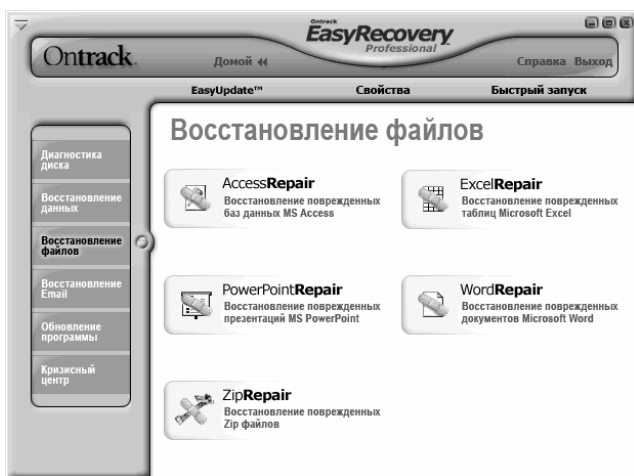 Ontrack
EasyRecovery
Professional
Ontrack.
Домой
Справка Выход
EasyUpdate™ Свойства Быстрый запуск
Диагностика
диска
Восстановление
данных
Восстановление
файлов
Восстановление
Email
Обновление
программы
Кризисный
центр
Восстановление файлов
AccessRepair
Восстановление поврежденных
баз данных MS Access
ExcelRepair
Восстановление поврежденных
таблиц Microsoft Excel
PowerPointRepair
Восстановление поврежденных
презентаций MS PowerPoint
WordRepair
Восстановление поврежденных
документов Microsoft Word
ZipRepair
Восстановление поврежденных
Zip файлов